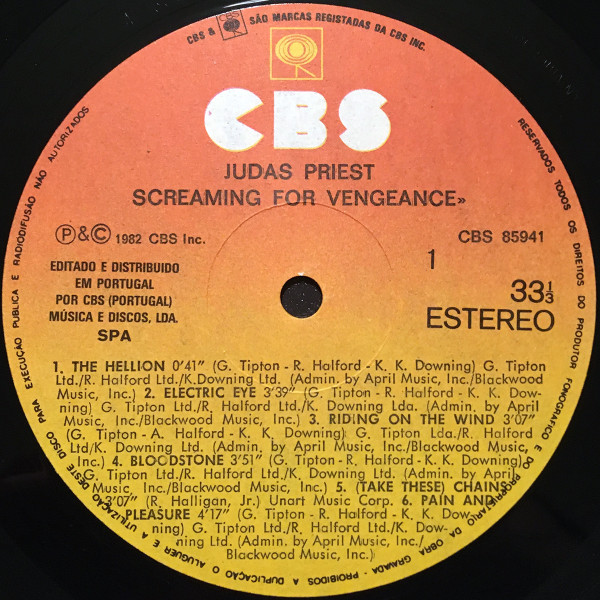 CBS & CBS SÃO MARCAS REGISTADAS DA CBS INC.
CBS
JUDAS PRIEST
SCREAMING FOR VENGEANCE»
Ⓟ&© 1982 CBS Inc.
CBS 85941
EDITADO E DISTRIBUIDO
EM PORTUGAL
POR CBS (PORTUGAL)
MÚSICA E DISCOS, LDA.
SPA
1
33⅓
ESTEREO
1. THE HELLION 0'41" (G. Tipton - R. Halford - K. K. Downing) G. Tipton
Ltd./R. Halford Ltd./K.Downing Ltd. (Admin. by April Music, Inc./Blackwood
Music, Inc.) 2. ELECTRIC EYE 3'39" (G. Tipton - R. Halford - K. K. Dow-
ning) G. Tipton Ltd./R, Halford Ltd/K. Downing Lda. (Admin. by April
Music, Inc./Blackwood Music, Inc.) 3. RIDING ON THE WIND 3'07"
(G. Tipton - A. Halford - K. K. Downing) G. Tipton Ltd./R. Halford
Ltd./K. Downing Ltd. (Admin, by April Music, Inc./Blackwood Music,
Inc.) 4. BLOODSTONE 3'51" (G. Tipton - R, Halford - K, K. Downing)
G. Tipton Ltd./R, Halford Ltd/K. Downing Ltd. (Admin. by April
Music, Inc./Blackwood Music, Inc.) 5. (TAKE THESE) CHAINS
3'07" (R. Halligan, Jr.) Unart Music Corp. 6. PAIN AND
PLEASURE 4'17" (G. Tipton - R. Halford - K. K. Dow-
ning) G. Tipton Ltd./R, Halford Ltd./K. Dow-
ning Ltd. (Admin. by April Music, Inc./
Blackwood Music, Inc.)
RESERVADOS TODOS OS DIREITOS DO PRODUTOR FONOGRÁFICO E DO PROPRIETÁRIO DA OBRA GRAVADA - PROIBIDOS A DUPLICAÇÃO O ALUGUER E A UTILIZAÇÃO DESTE DISCO PARA EXECUÇÃO PUBLICA E RADIODIFUSÃO NÃO AUTORIZADOS